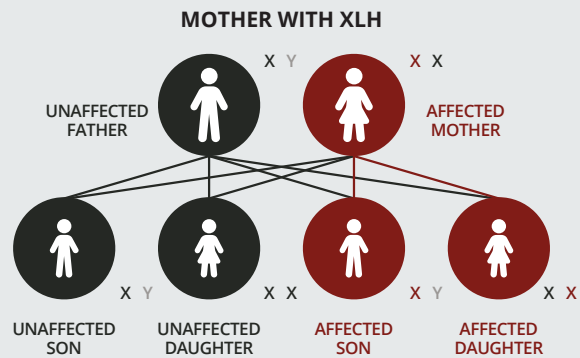 MOTHER WITH XLH
X Y
X X
UNAFFECTED
FATHER
AFFECTED
MOTHER
X Y
X X
X Y
X X
UNAFFECTED
SON
UNAFFECTED
DAUGHTER
AFFECTED
SON
AFFECTED
DAUGHTER